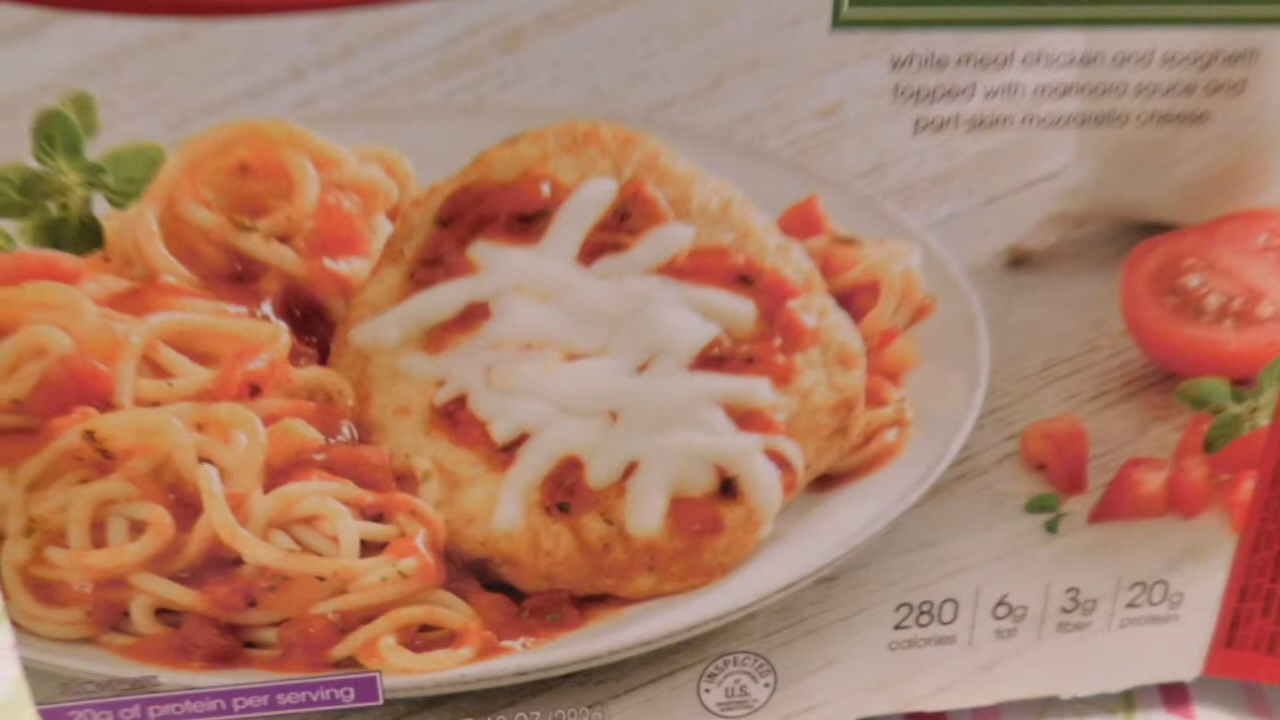 white meat chicken and spaghetti
topped with marinara sauce and
part-skim mozzarella cheese
280 6g 3g 20g
calories fat fiber protein
20g of protein per serving
INSPECTED
U.S.